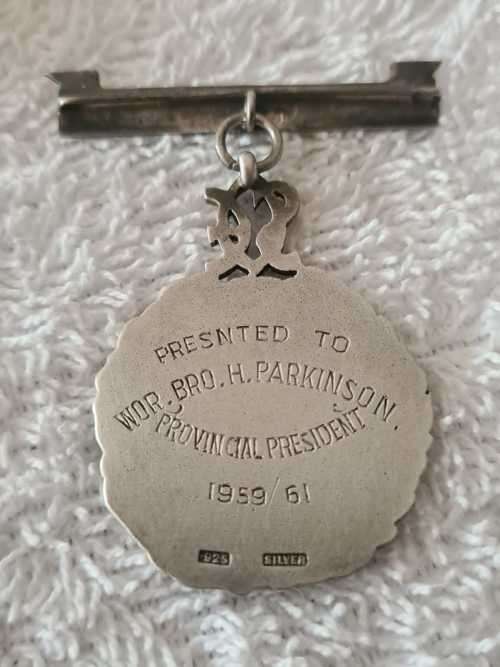 PRESNTED TO
WOR. BRO. H. PARKINSON.
PROVINCIAL PRESIDENT
1959/61
.925 SILVER